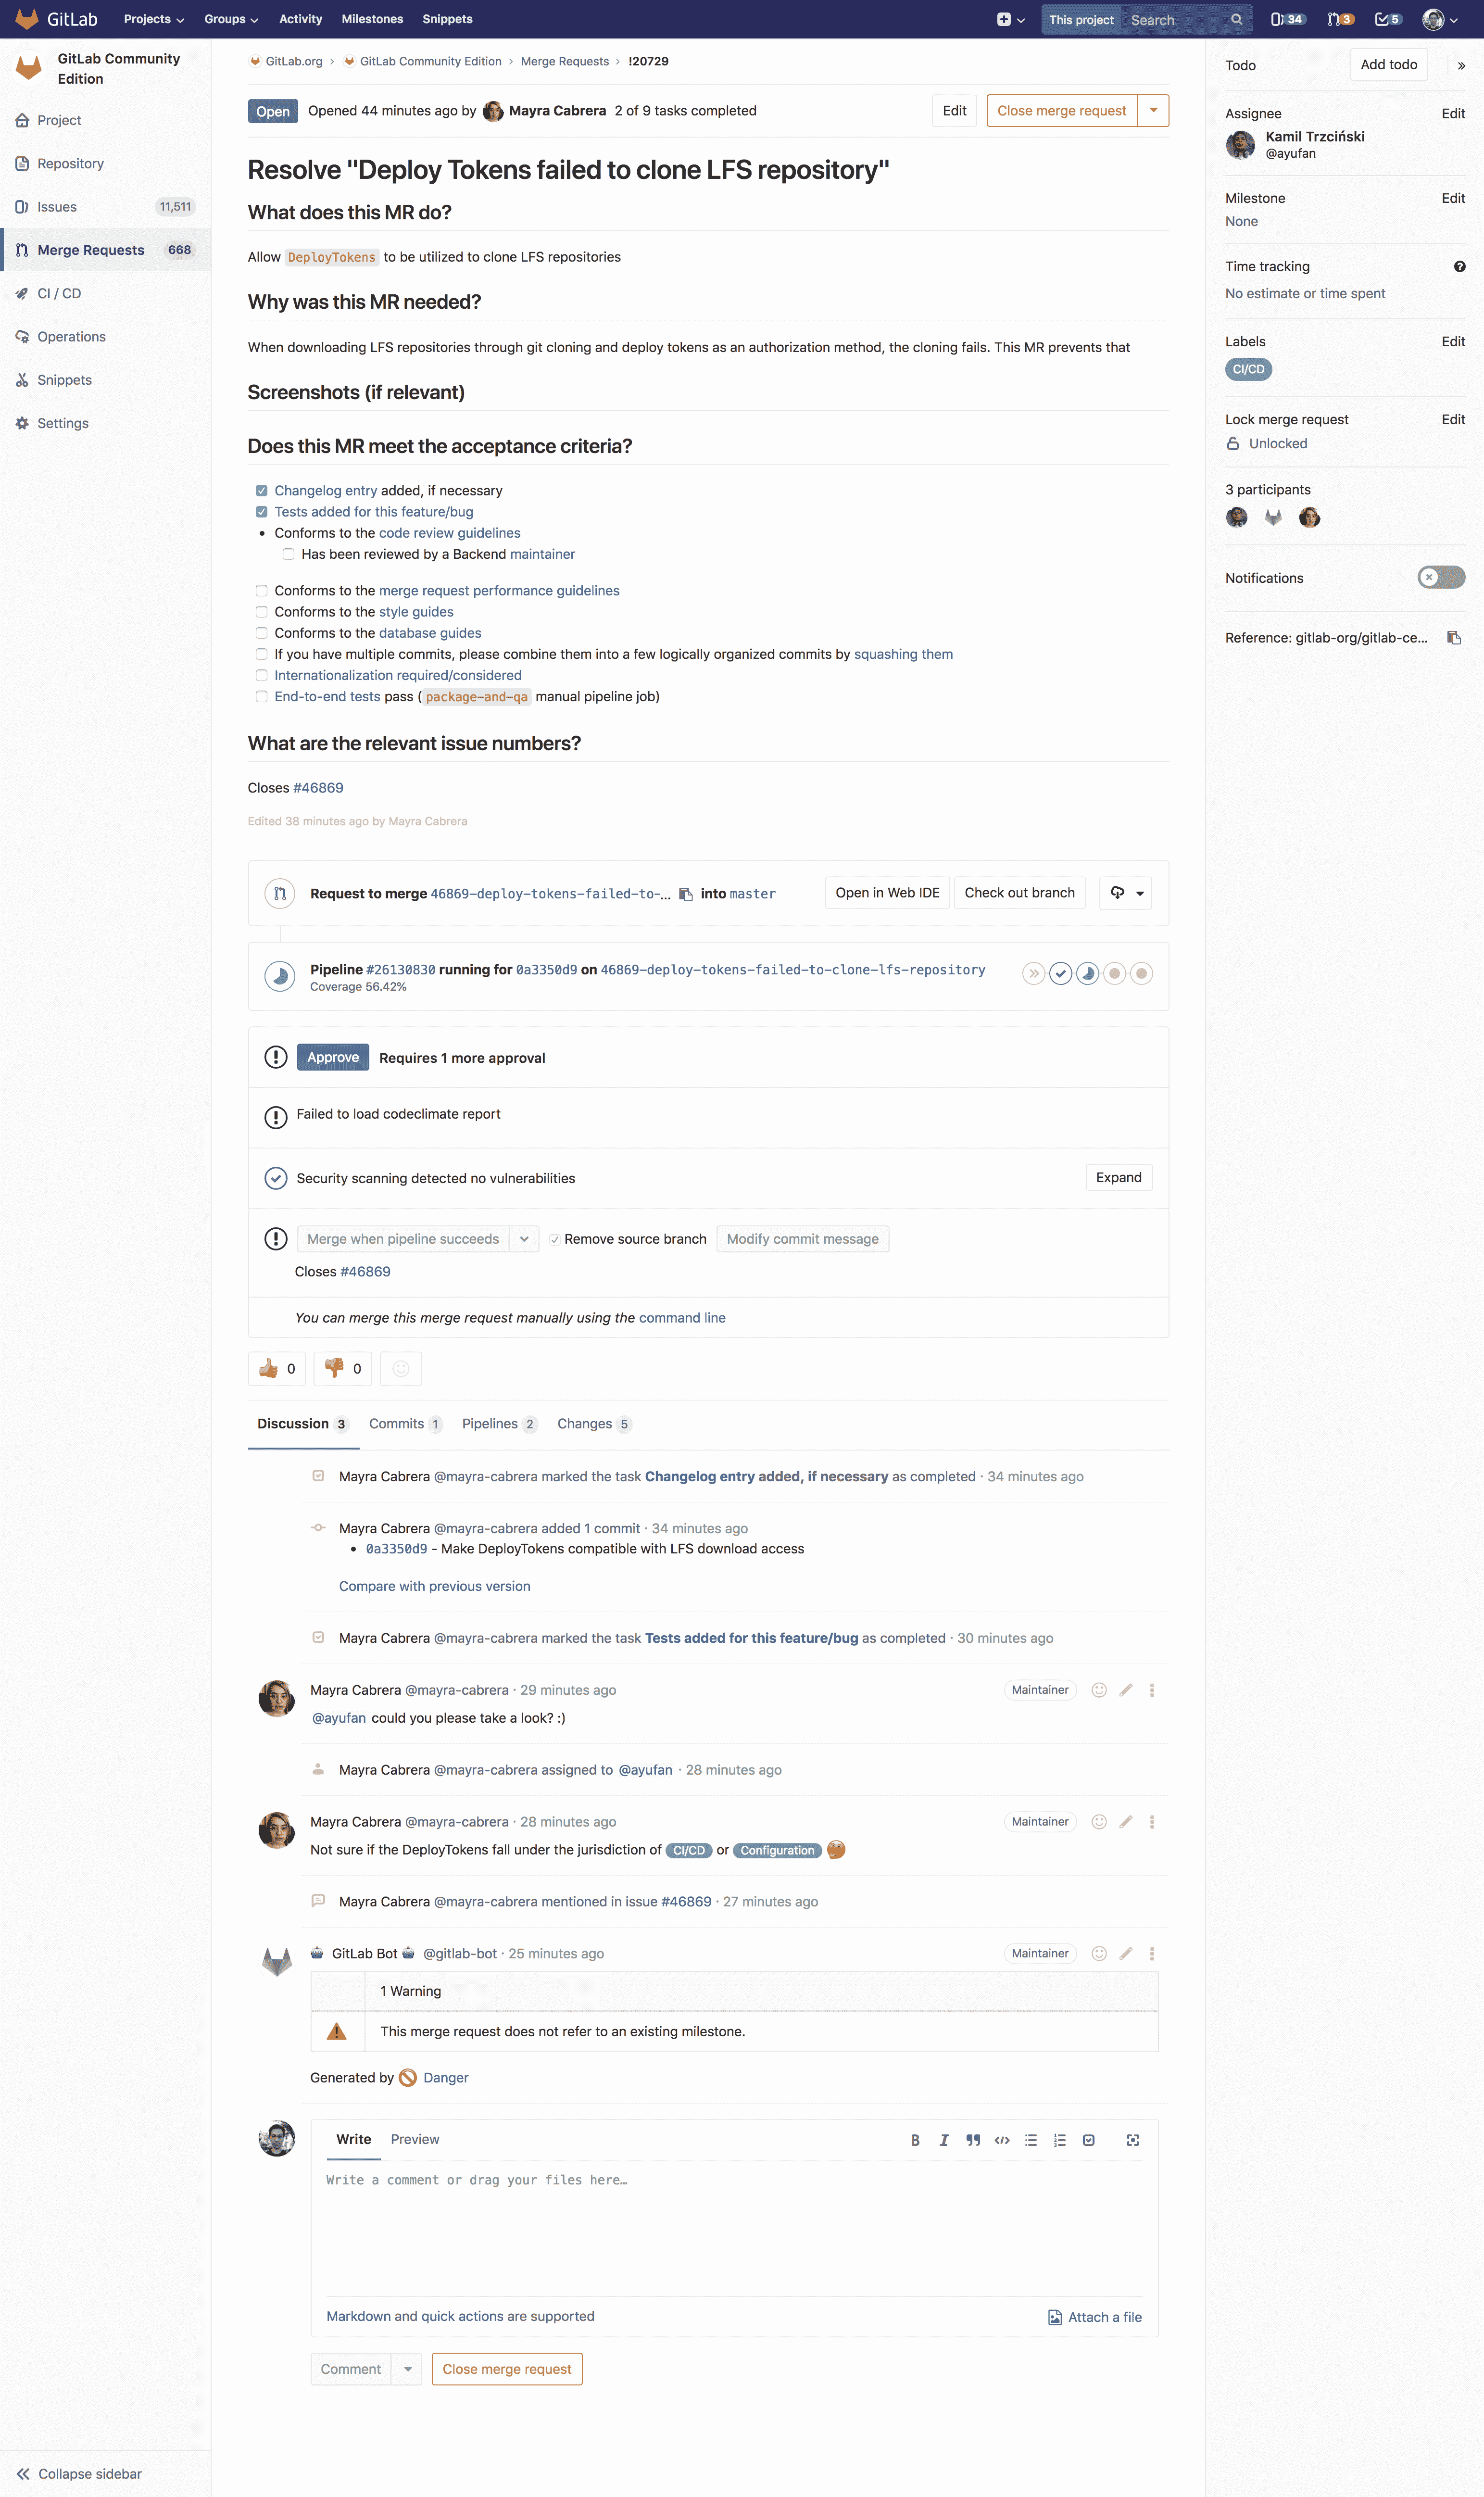 GitLab Projects Groups Activity Milestones Snippets This project Search 34 3 5
GitLab Community Edition
Project
Repository
Issues 11,511
Merge Requests 668
CI / CD
Operations
Snippets
Settings
Collapse sidebar
GitLab.org › GitLab Community Edition › Merge Requests › !20729
Open Opened 44 minutes ago by Mayra Cabrera 2 of 9 tasks completed Edit Close merge request
Resolve "Deploy Tokens failed to clone LFS repository"
What does this MR do?
Allow DeployTokens to be utilized to clone LFS repositories
Why was this MR needed?
When downloading LFS repositories through git cloning and deploy tokens as an authorization method, the cloning fails. This MR prevents that
Screenshots (if relevant)
Does this MR meet the acceptance criteria?
Changelog entry added, if necessary
Tests added for this feature/bug
• Conforms to the code review guidelines
Has been reviewed by a Backend maintainer
Conforms to the merge request performance guidelines
Conforms to the style guides
Conforms to the database guides
If you have multiple commits, please combine them into a few logically organized commits by squashing them
Internationalization required/considered
End-to-end tests pass (package-and-qa manual pipeline job)
What are the relevant issue numbers?
Closes #46869
Edited 38 minutes ago by Mayra Cabrera
Request to merge 46869-deploy-tokens-failed-to-… into master Open in Web IDE Check out branch
Pipeline #26130830 running for 0a3350d9 on 46869-deploy-tokens-failed-to-clone-lfs-repository
Coverage 56.42%
Approve Requires 1 more approval
Failed to load codeclimate report
Security scanning detected no vulnerabilities Expand
Merge when pipeline succeeds Remove source branch Modify commit message
Closes #46869
You can merge this merge request manually using the command line
0 0
Discussion 3 Commits 1 Pipelines 2 Changes 5
Mayra Cabrera @mayra-cabrera marked the task Changelog entry added, if necessary as completed · 34 minutes ago
Mayra Cabrera @mayra-cabrera added 1 commit · 34 minutes ago
• 0a3350d9 - Make DeployTokens compatible with LFS download access
Compare with previous version
Mayra Cabrera @mayra-cabrera marked the task Tests added for this feature/bug as completed · 30 minutes ago
Mayra Cabrera @mayra-cabrera · 29 minutes ago Maintainer
@ayufan could you please take a look? :)
Mayra Cabrera @mayra-cabrera assigned to @ayufan · 28 minutes ago
Mayra Cabrera @mayra-cabrera · 28 minutes ago Maintainer
Not sure if the DeployTokens fall under the jurisdiction of CI/CD or Configuration
Mayra Cabrera @mayra-cabrera mentioned in issue #46869 · 27 minutes ago
GitLab Bot @gitlab-bot · 25 minutes ago Maintainer
1 Warning
This merge request does not refer to an existing milestone.
Generated by Danger
Write Preview
Write a comment or drag your files here…
Markdown and quick actions are supported Attach a file
Comment Close merge request
Todo Add todo »
Assignee Edit
Kamil Trzciński
@ayufan
Milestone Edit
None
Time tracking
No estimate or time spent
Labels Edit
CI/CD
Lock merge request Edit
Unlocked
3 participants
Notifications
Reference: gitlab-org/gitlab-ce…